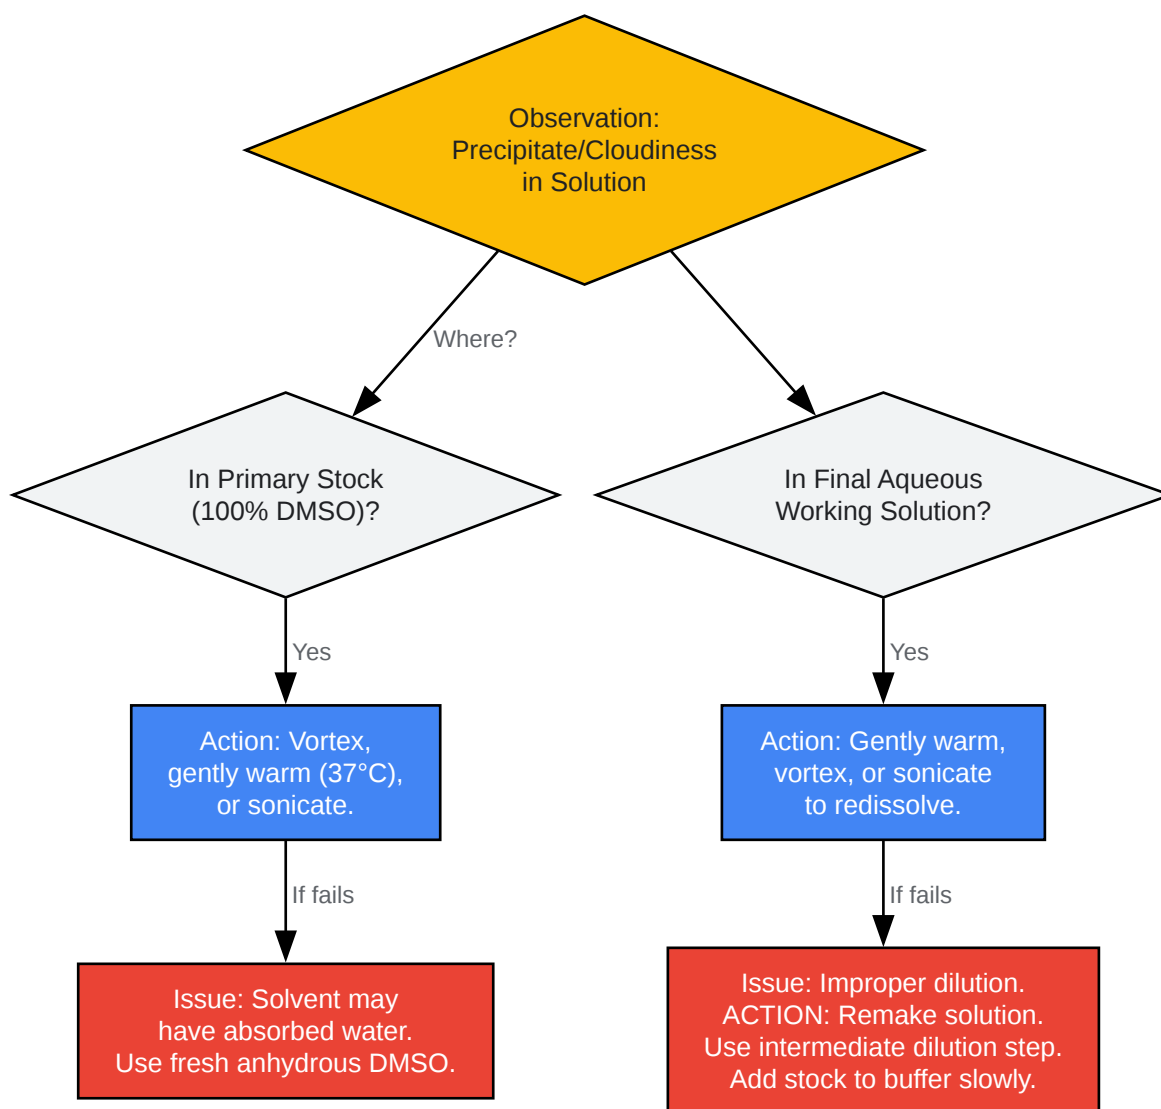 Observation:
Precipitate/Cloudiness
in Solution
Where?
In Primary Stock
(100% DMSO)?
In Final Aqueous
Working Solution?
Yes
Yes
Action: Vortex,
gently warm (37°C),
or sonicate.
Action: Gently warm,
vortex, or sonicate
to redissolve.
If fails
If fails
Issue: Solvent may
have absorbed water.
Use fresh anhydrous DMSO.
Issue: Improper dilution.
ACTION: Remake solution.
Use intermediate dilution step.
Add stock to buffer slowly.